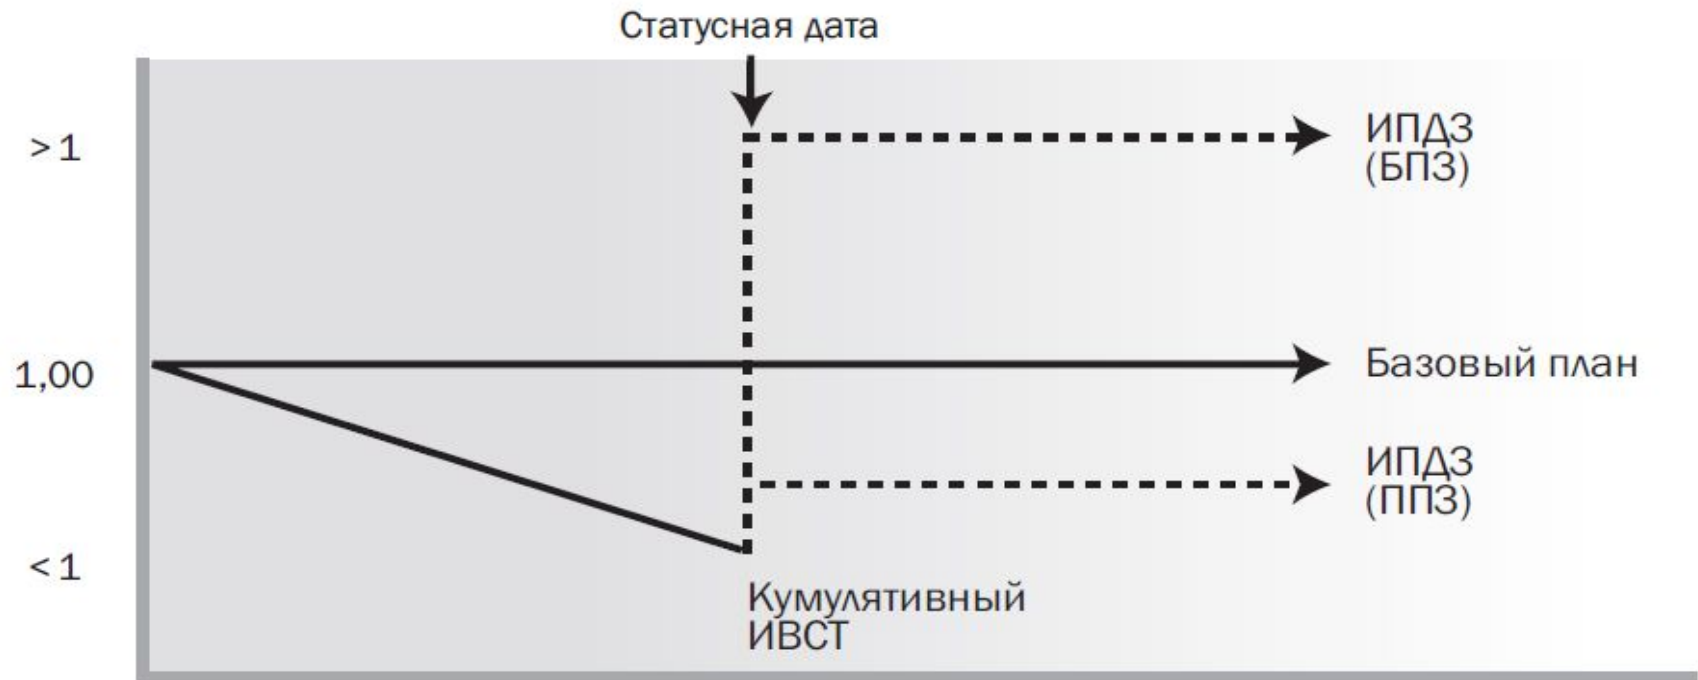 Статусная дата
> 1
ИПДЗ
(БПЗ)
1,00
Базовый план
ИПДЗ
(ППЗ)
< 1
Кумулятивный
ИВСТ